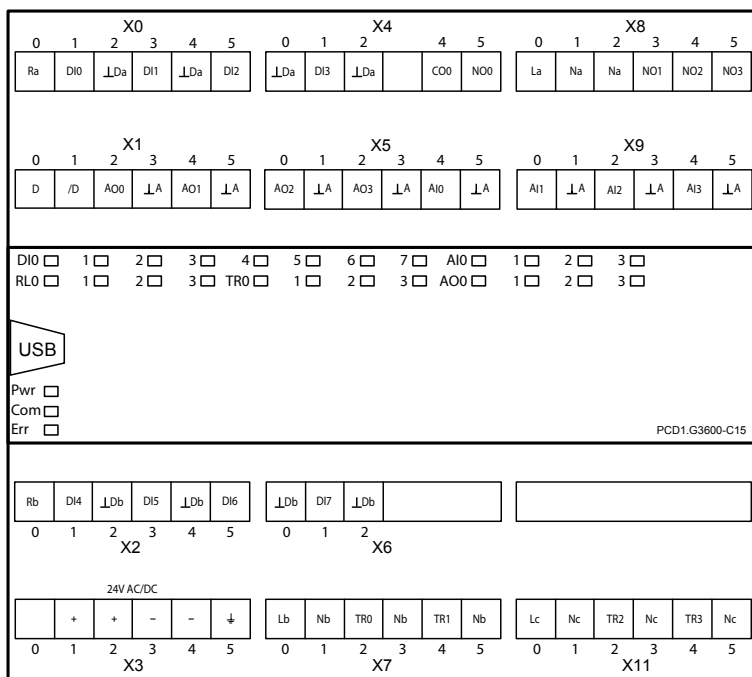 X0 X4 X8
0 1 2 3 4 5 0 1 2 4 5 0 1 2 3 4 5
Ra DI0 ⊥Da DI1 ⊥Da DI2 ⊥Da DI3 ⊥Da CO0 NO0 La Na Na NO1 NO2 NO3
X1 X5 X9
0 1 2 3 4 5 0 1 2 3 4 5 0 1 2 3 4 5
D /D AO0 ⊥A AO1 ⊥A AO2 ⊥A AO3 ⊥A AI0 ⊥A AI1 ⊥A AI2 ⊥A AI3 ⊥A
DI0 1 2 3 4 5 6 7 AI0 1 2 3
RL0 1 2 3 TR0 1 2 3 AO0 1 2 3
USB
Pwr
Com
Err PCD1.G3600-C15
Rb DI4 ⊥Db DI5 ⊥Db DI6 ⊥Db DI7 ⊥Db
0 1 2 3 4 5 0 1 2
X2 X6
24V AC/DC
+ + − − ⏚ Lb Nb TR0 Nb TR1 Nb Lc Nc TR2 Nc TR3 Nc
0 1 2 3 4 5 0 1 2 3 4 5 0 1 2 3 4 5
X3 X7 X11